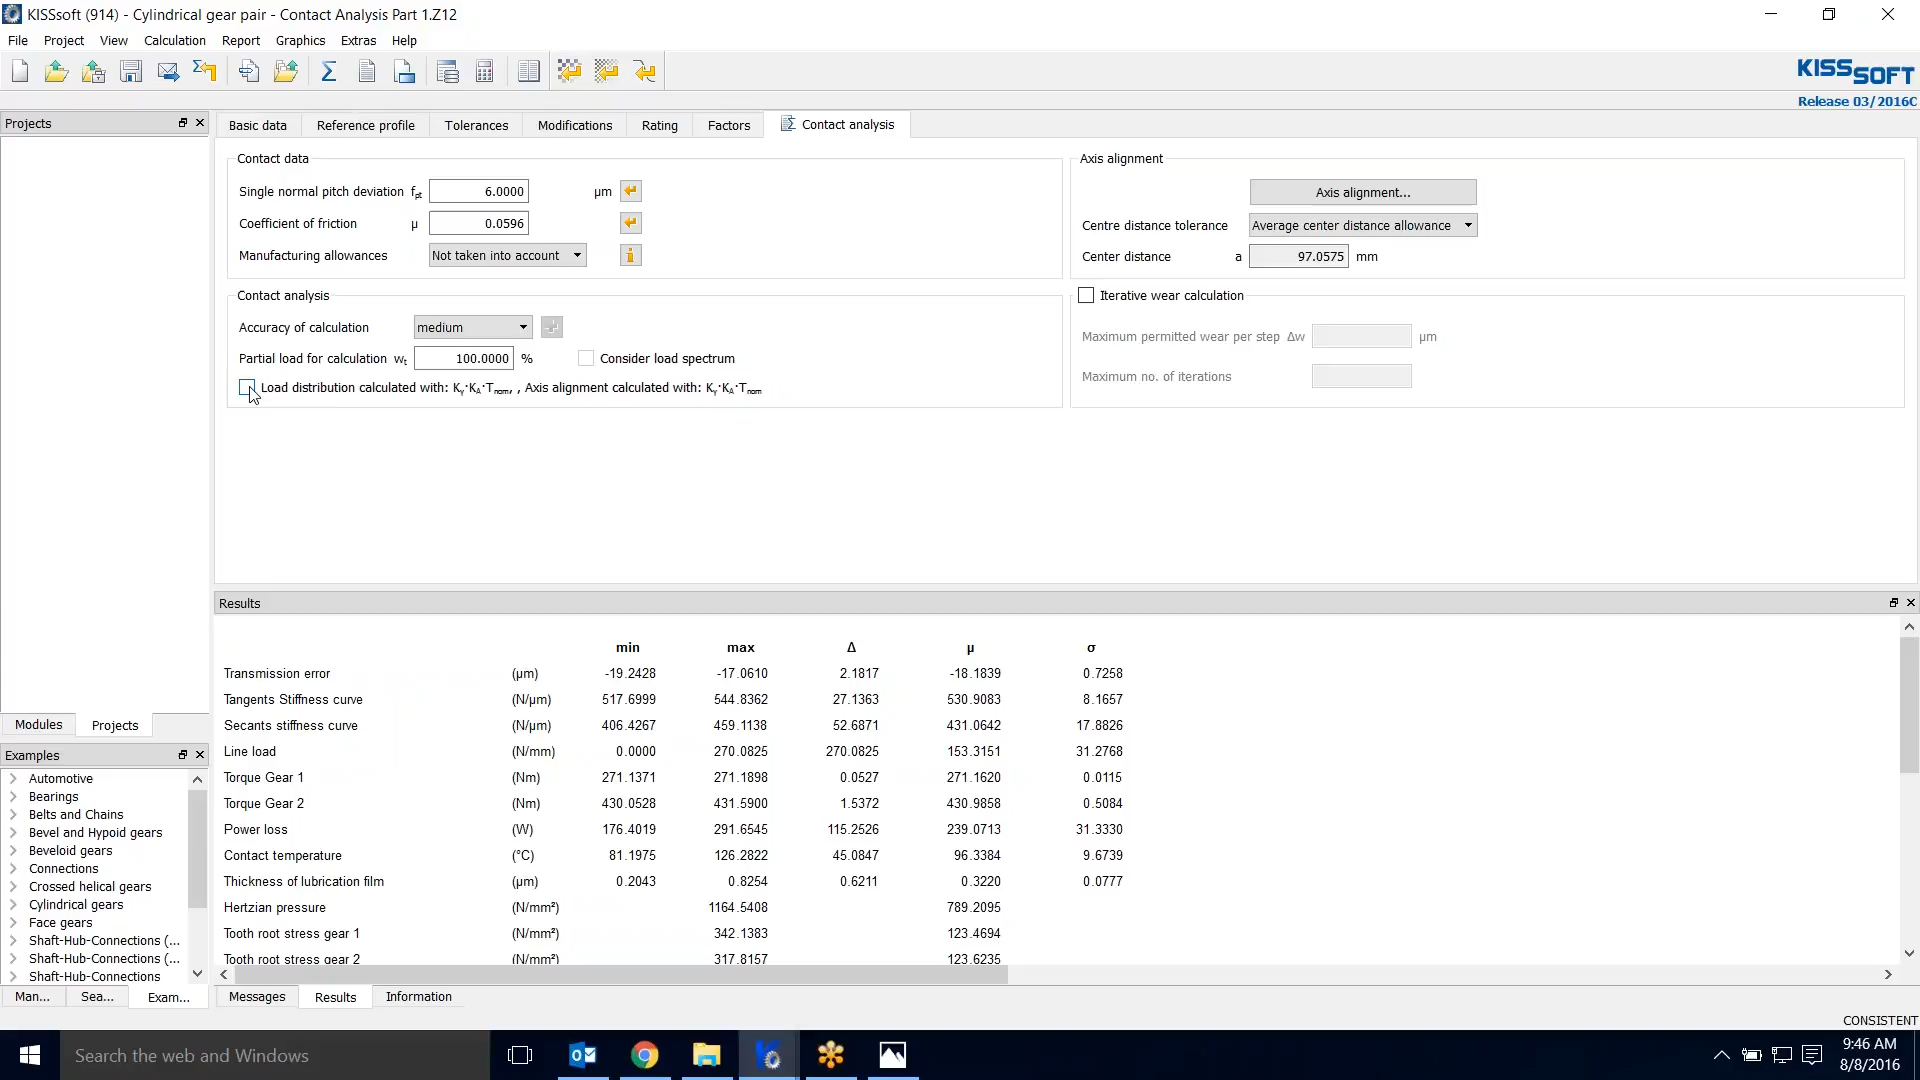 KISSsoft (914) - Cylindrical gear pair - Contact Analysis Part 1.Z12
File Project View Calculation Report Graphics Extras Help
KISSSOFT
Release 03/2016C
Projects
Basic data Reference profile Tolerances Modifications Rating Factors Contact analysis
Contact data
Single normal pitch deviation fpt 6.0000 µm
Coefficient of friction µ 0.0596
Manufacturing allowances Not taken into account
Axis alignment
Axis alignment...
Centre distance tolerance Average center distance allowance
Center distance a 97.0575 mm
Contact analysis
Accuracy of calculation medium
Partial load for calculation wt 100.0000 % Consider load spectrum
Load distribution calculated with: Kγ·KA·Tnom, , Axis alignment calculated with: Kγ·KA·Tnom
Iterative wear calculation
Maximum permitted wear per step Δw µm
Maximum no. of iterations
Modules Projects
Examples
Automotive
Bearings
Belts and Chains
Bevel and Hypoid gears
Beveloid gears
Connections
Crossed helical gears
Cylindrical gears
Face gears
Shaft-Hub-Connections (...
Shaft-Hub-Connections (...
Shaft-Hub-Connections
Man... Sea... Exam...
Results
min max Δ µ σ
Transmission error (µm) -19.2428 -17.0610 2.1817 -18.1839 0.7258
Tangents Stiffness curve (N/µm) 517.6999 544.8362 27.1363 530.9083 8.1657
Secants stiffness curve (N/µm) 406.4267 459.1138 52.6871 431.0642 17.8826
Line load (N/mm) 0.0000 270.0825 270.0825 153.3151 31.2768
Torque Gear 1 (Nm) 271.1371 271.1898 0.0527 271.1620 0.0115
Torque Gear 2 (Nm) 430.0528 431.5900 1.5372 430.9858 0.5084
Power loss (W) 176.4019 291.6545 115.2526 239.0713 31.3330
Contact temperature (°C) 81.1975 126.2822 45.0847 96.3384 9.6739
Thickness of lubrication film (µm) 0.2043 0.8254 0.6211 0.3220 0.0777
Hertzian pressure (N/mm²) 1164.5408 789.2095
Tooth root stress gear 1 (N/mm²) 342.1383 123.4694
Tooth root stress gear 2 (N/mm²) 317.8157 123.6235
Messages Results Information
CONSISTENT
Search the web and Windows
9:46 AM
8/8/2016